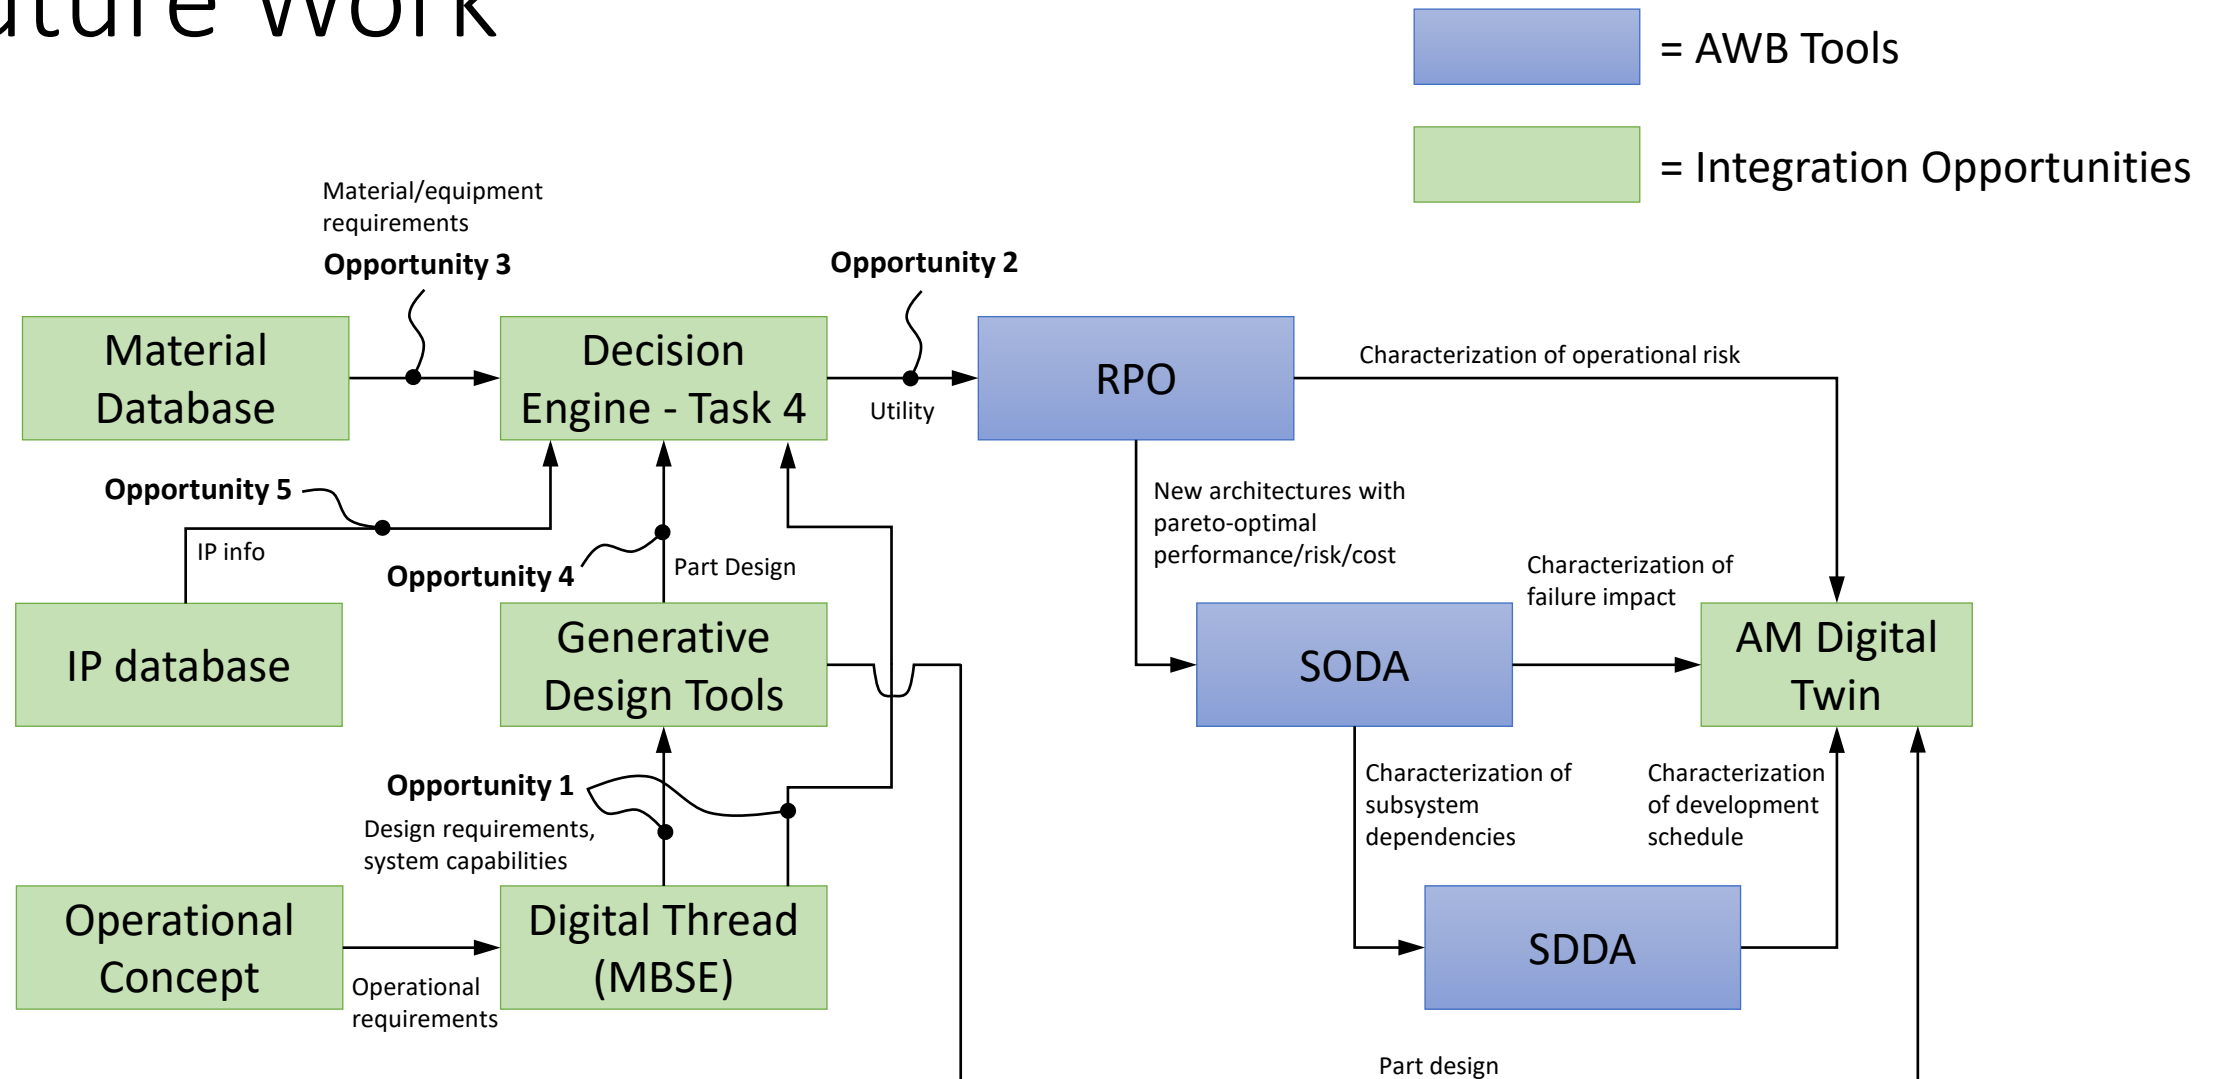 Work
= AWB Tools
= Integration Opportunities
Material/equipment
requirements
Opportunity 3
Opportunity 2
Material
Database
Decision
Engine - Task 4
Utility
RPO
Characterization of operational risk
Opportunity 5
IP info
Opportunity 4
Part Design
New architectures with
pareto-optimal
performance/risk/cost
Characterization of
failure impact
IP database
Generative
Design Tools
SODA
AM Digital
Twin
Opportunity 1
Design requirements,
system capabilities
Characterization of
subsystem
dependencies
Characterization
of development
schedule
Operational
Concept
Operational
requirements
Digital Thread
(MBSE)
SDDA
Part design